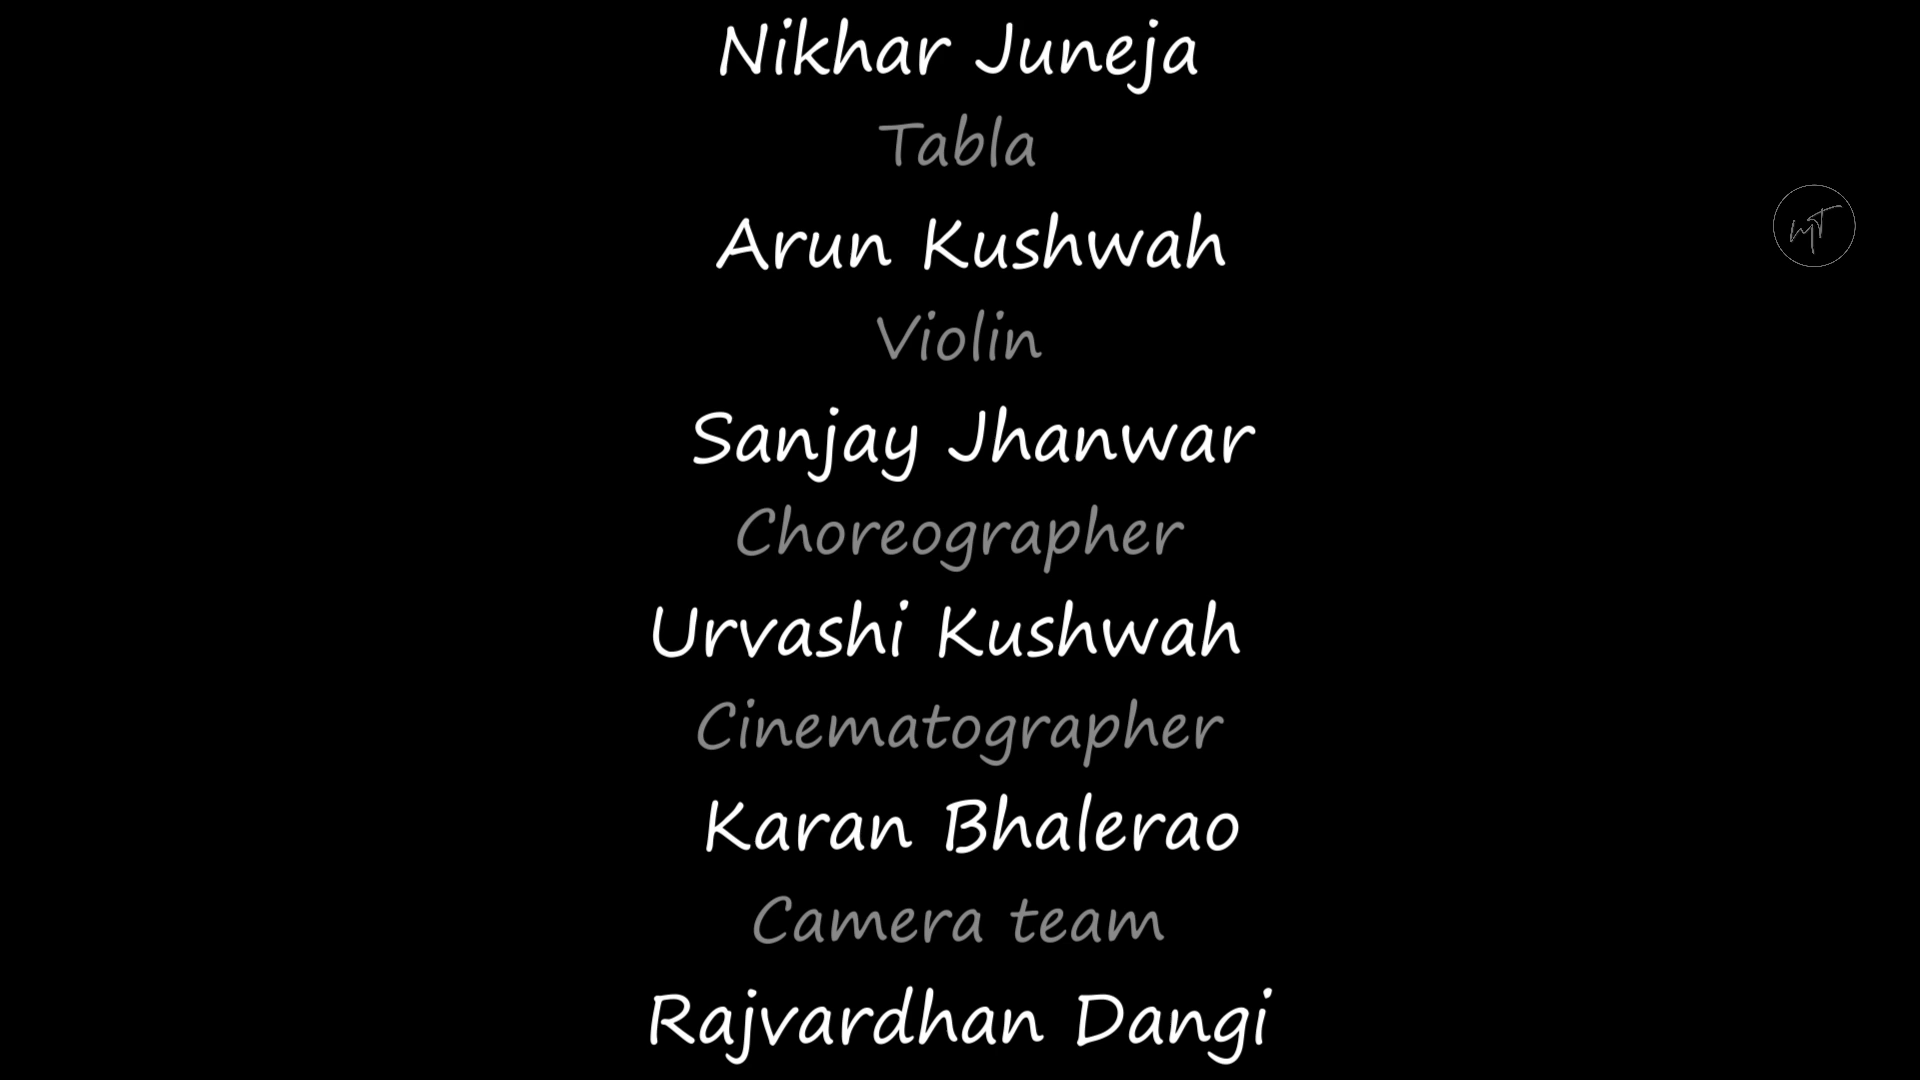 Nikhar Juneja
Tabla
Arun Kushwah
Violin
Sanjay Jhanwar
Choreographer
Urvashi Kushwah
Cinematographer
Karan Bhalerao
Camera team
Rajvardhan Dangi